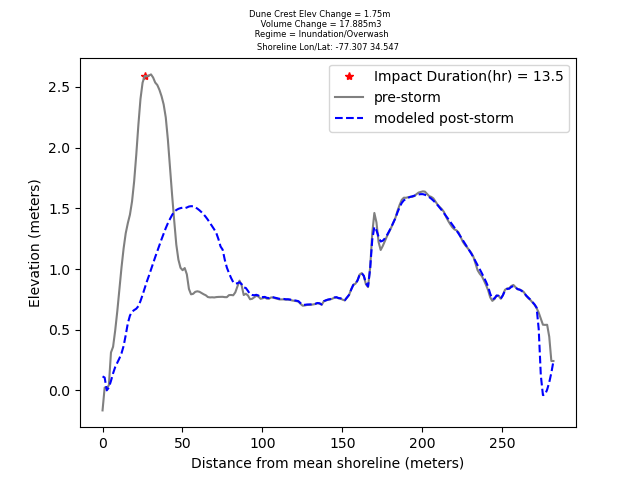 Dune Crest Elev Change = 1.75m
Volume Change = 17.885m3
Regime = Inundation/Overwash
Shoreline Lon/Lat: -77.307 34.547
Impact Duration(hr) = 13.5
pre-storm
modeled post-storm
Elevation (meters)
2.5
2.0
1.5
1.0
0.5
0.0
0 50 100 150 200 250
Distance from mean shoreline (meters)